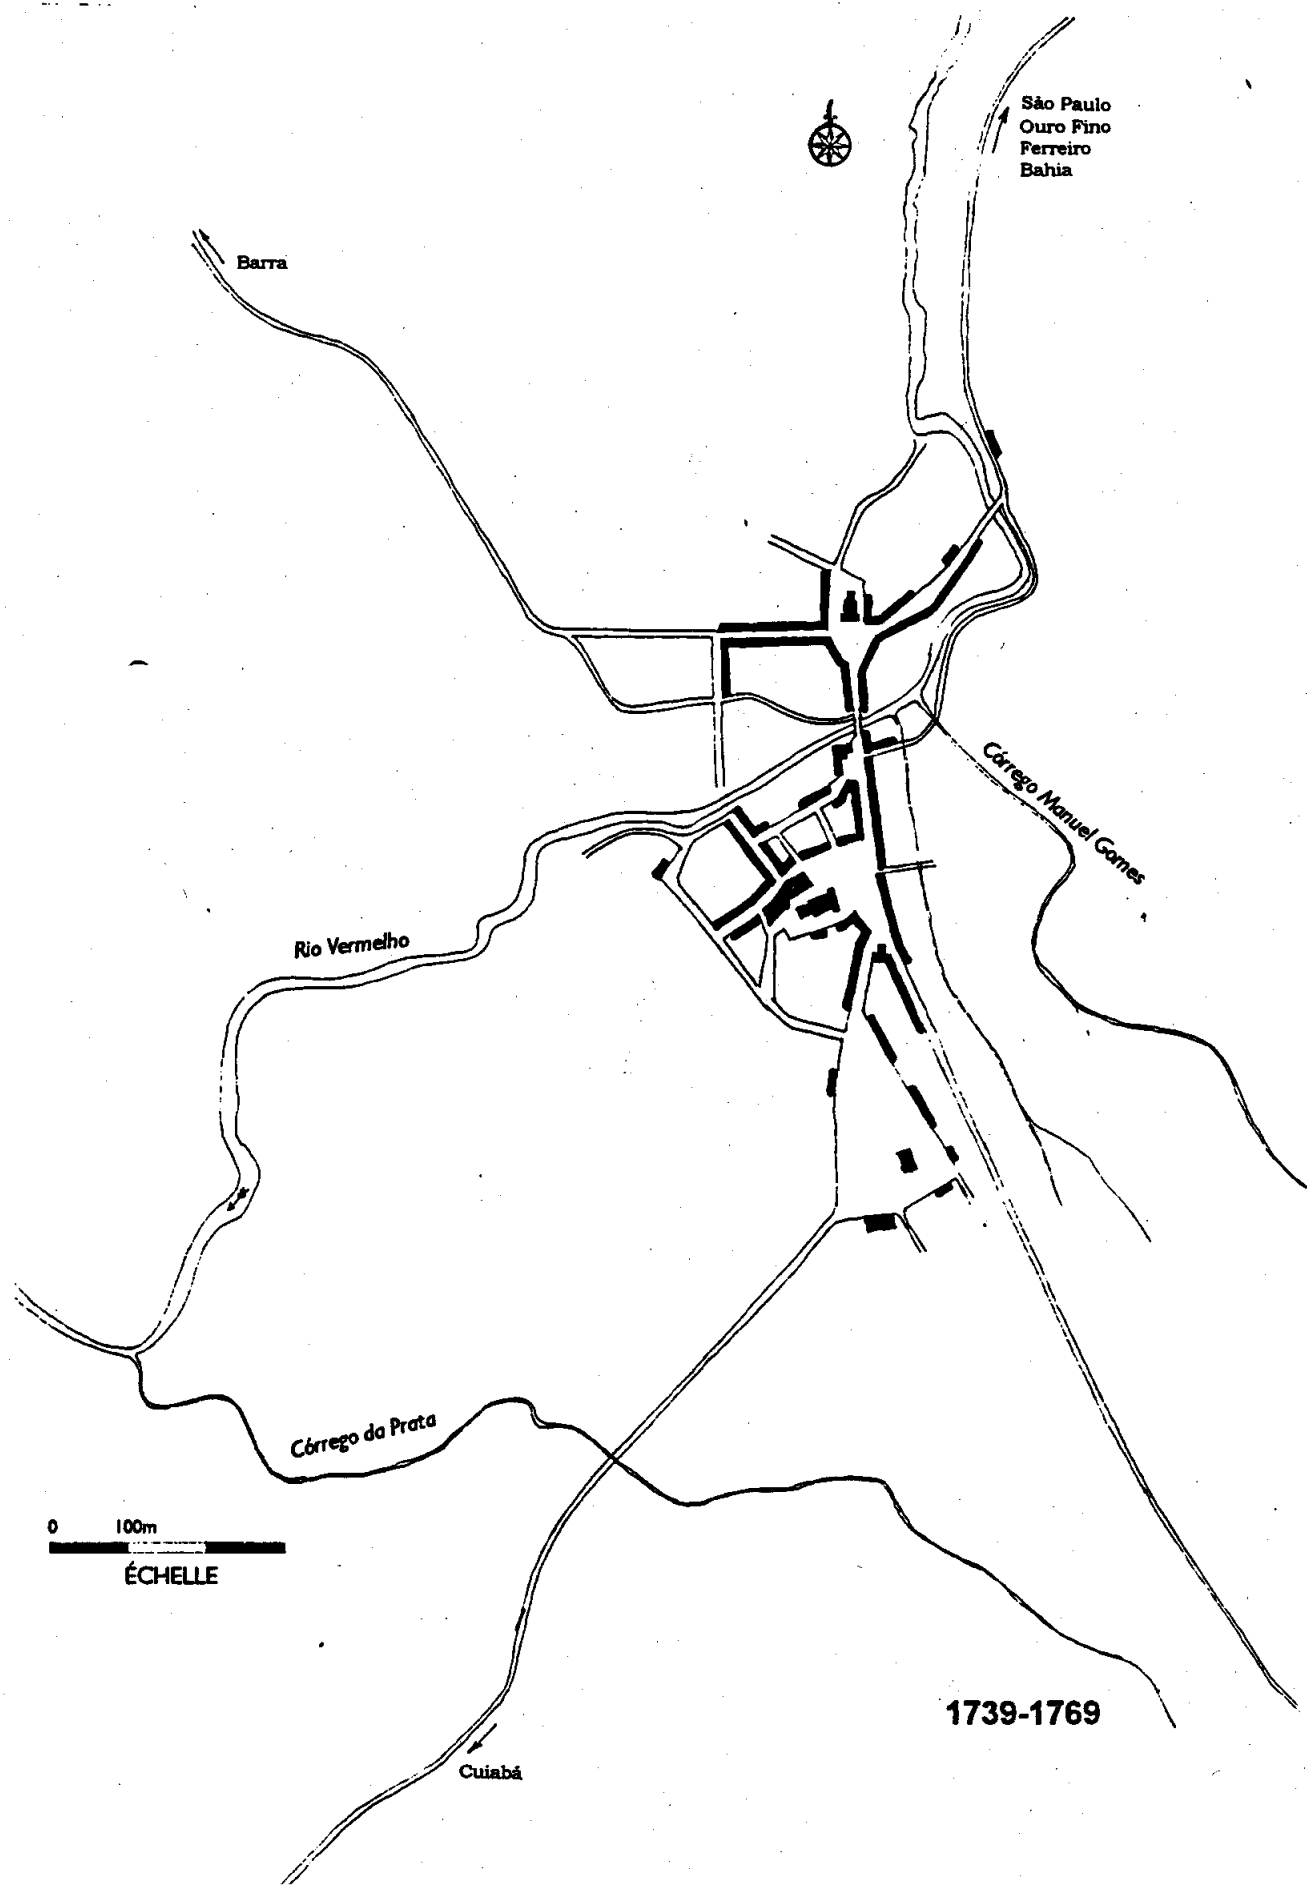 São Paulo
Ouro Fino
Ferreiro
Bahia
Barra
Córrego Manuel Gomes
Rio Vermelho
Córrego da Prata
0 100m
ÉCHELLE
1739-1769
Cuiabá